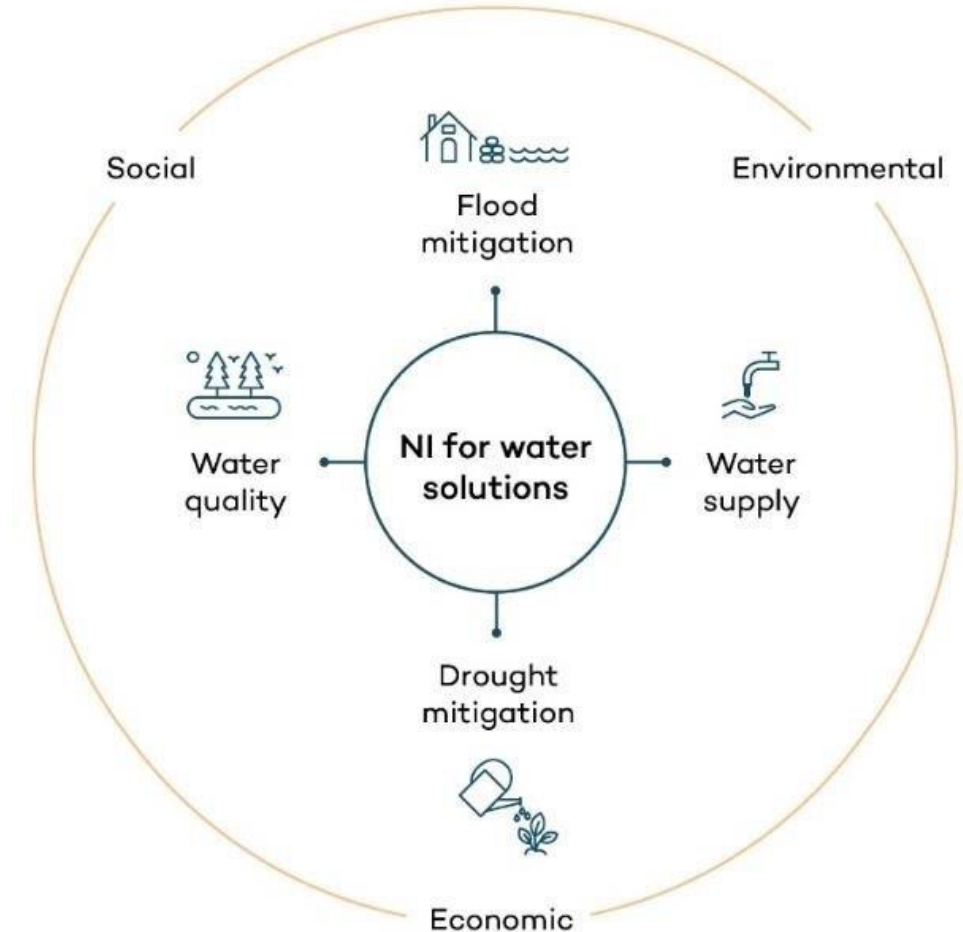 Social
Environmental
Flood
mitigation
NI for water
solutions
Water
quality
Water
supply
Drought
mitigation
Economic